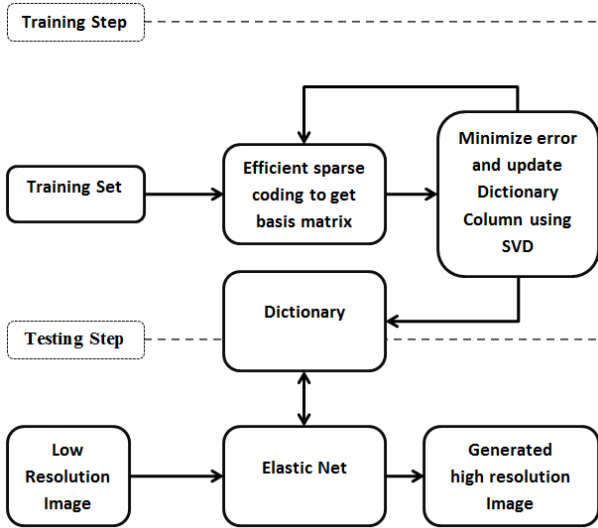 Training Step
Training Set
Efficient sparse
coding to get
basis matrix
Minimize error
and update
Dictionary
Column using
SVD
Dictionary
Testing Step
Low
Resolution
Image
Elastic Net
Generated
high resolution
Image